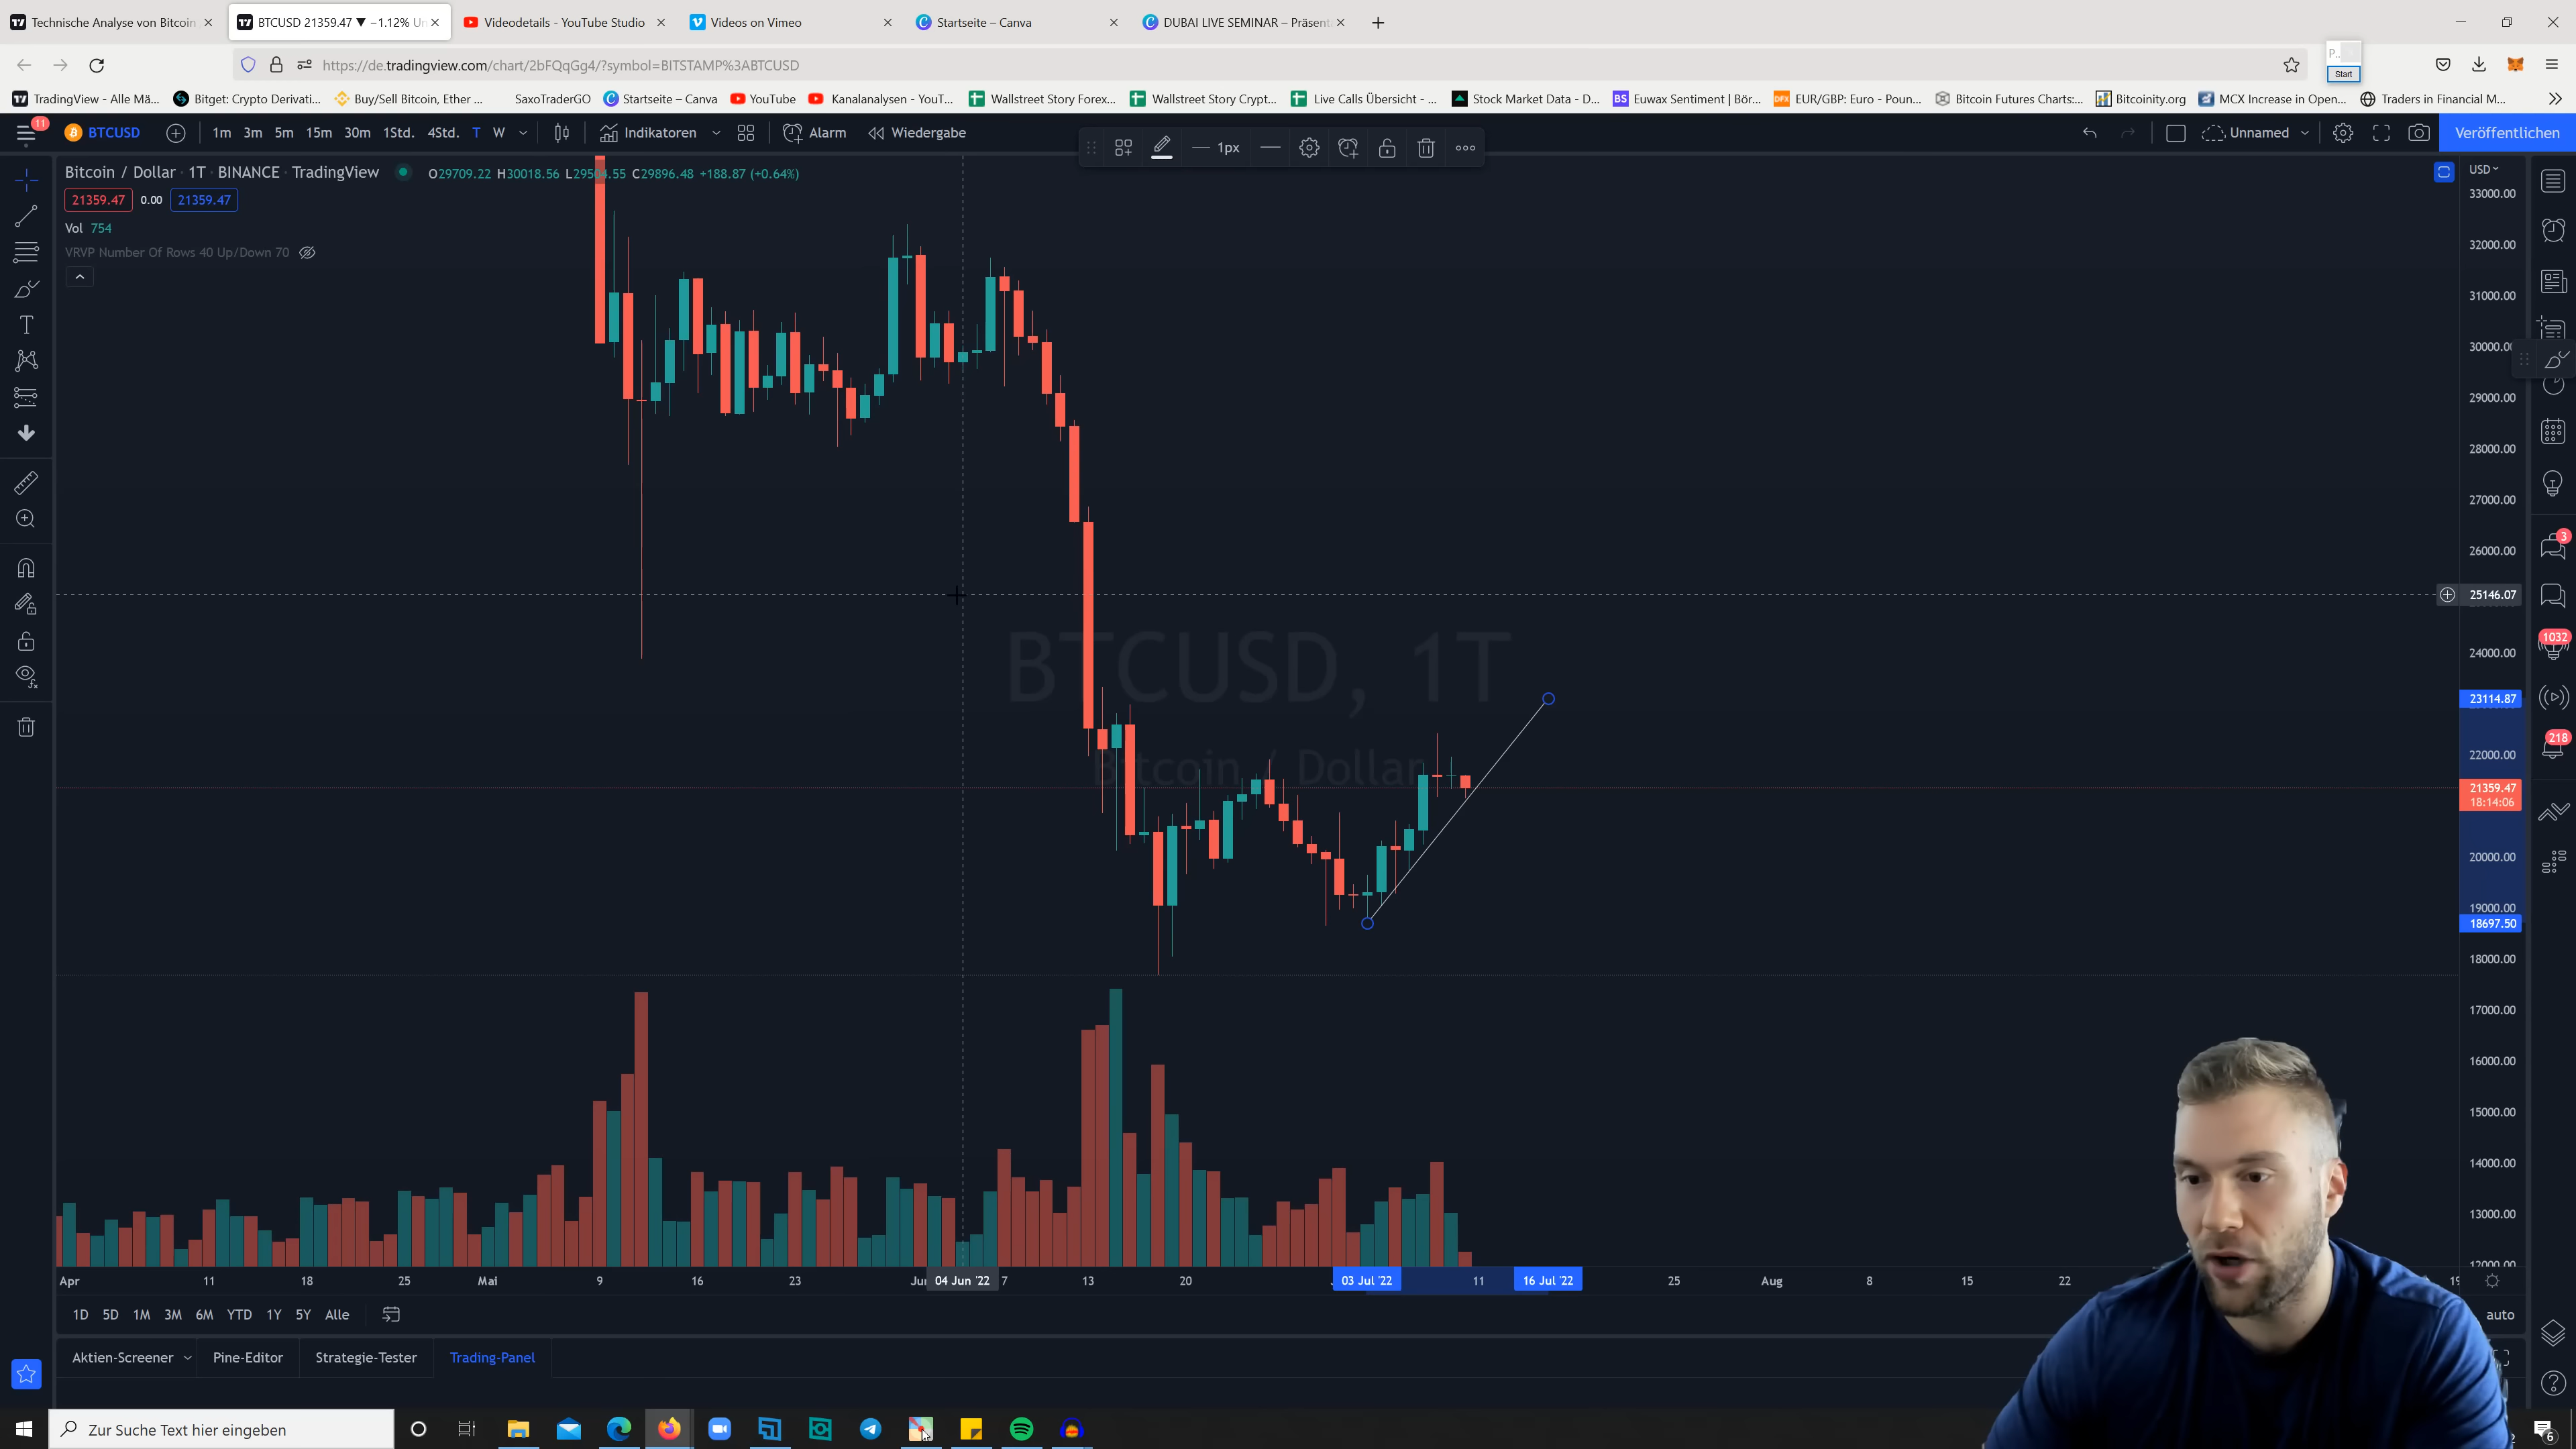 Technische Analyse von Bitcoin
BTCUSD 21359.47 ▼ −1.12% Un
Videodetails - YouTube Studio
Videos on Vimeo
Startseite – Canva
DUBAI LIVE SEMINAR – Präsent
https://de.tradingview.com/chart/2bFQqGg4/?symbol=BITSTAMP%3ABTCUSD
Start
TradingView - Alle Mä...
Bitget: Crypto Derivati...
Buy/Sell Bitcoin, Ether ...
SaxoTraderGO
Startseite – Canva
YouTube
Kanalanalysen - YouT...
Wallstreet Story Forex...
Wallstreet Story Crypt...
Live Calls Übersicht - ...
Stock Market Data - D...
Euwax Sentiment | Bör...
EUR/GBP: Euro - Poun...
Bitcoin Futures Charts:...
Bitcoinity.org
MCX Increase in Open...
Traders in Financial M...
11
BTCUSD
1m 3m 5m 15m 30m 1Std. 4Std. T W
Indikatoren
Alarm
Wiedergabe
1px
Unnamed
Veröffentlichen
Bitcoin / Dollar · 1T · BINANCE · TradingView
O29709.22 H30018.56 L29504.55 C29896.48 +188.87 (+0.64%)
21359.47 0.00 21359.47
Vol 754
VRVP Number Of Rows 40 Up/Down 70
USD
33000.00
32000.00
31000.00
30000.00
29000.00
28000.00
27000.00
26000.00
25146.07
24000.00
23114.87
22000.00
21359.47
18:14:06
20000.00
19000.00
18697.50
18000.00
17000.00
16000.00
15000.00
14000.00
13000.00
12000.00
BTCUSD, 1T
Bitcoin / Dollar
3
1032
218
Apr 11 18 25 Mai 9 16 23 Jun 04 Jun '22 7 13 20 03 Jul '22 11 16 Jul '22 25 Aug 8 15 22
1D 5D 1M 3M 6M YTD 1Y 5Y Alle
auto
Aktien-Screener
Pine-Editor
Strategie-Tester
Trading-Panel
Zur Suche Text hier eingeben
6